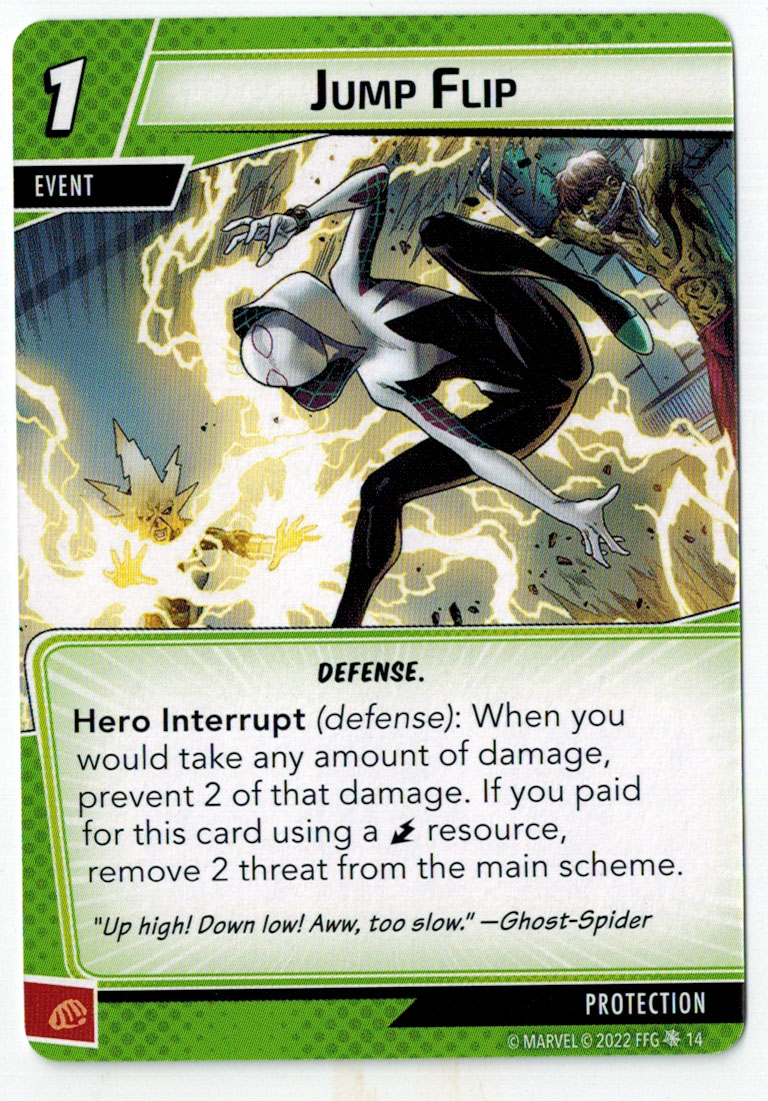 1
JUMP FLIP
EVENT
DEFENSE.
Hero Interrupt (defense): When you
would take any amount of damage,
prevent 2 of that damage. If you paid
for this card using a resource,
remove 2 threat from the main scheme.
"Up high! Down low! Aww, too slow." —Ghost-Spider
PROTECTION
© MARVEL © 2022 FFG 14